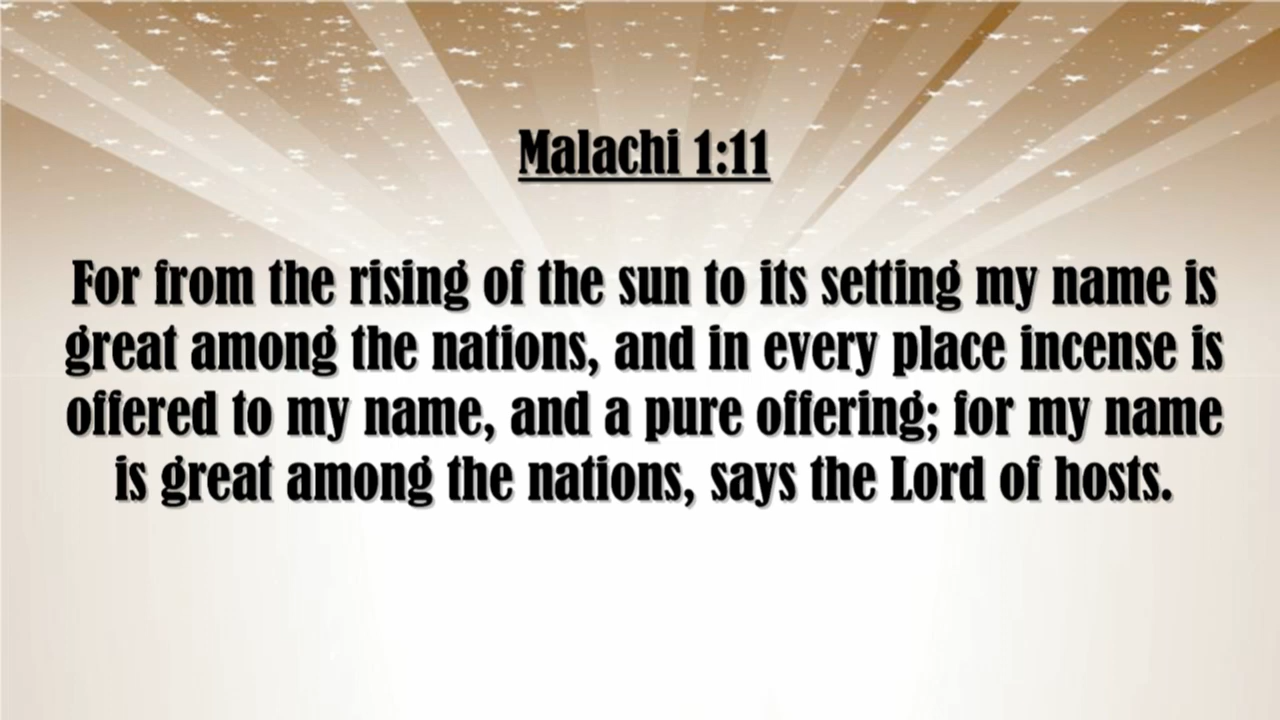 Malachi 1:11
For from the rising of the sun to its setting my name is
great among the nations, and in every place incense is
offered to my name, and a pure offering; for my name
is great among the nations, says the Lord of hosts.